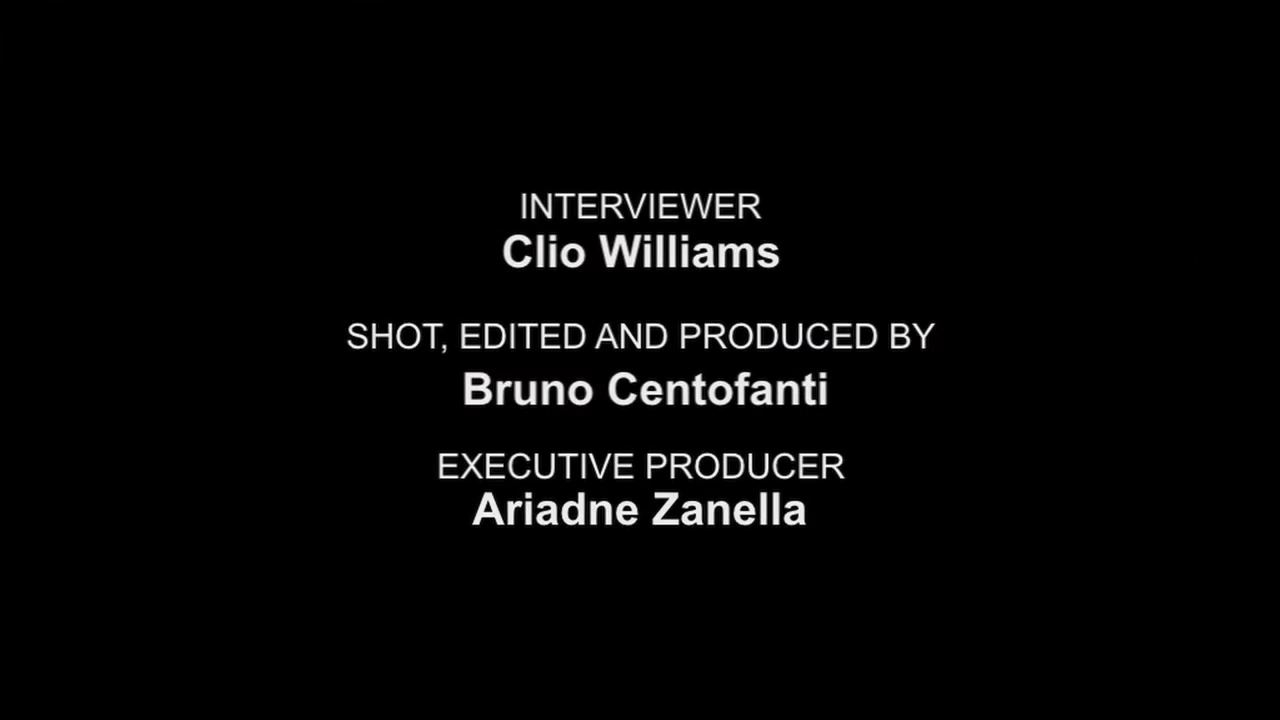 INTERVIEWER
Clio Williams
SHOT, EDITED AND PRODUCED BY
Bruno Centofanti
EXECUTIVE PRODUCER
Ariadne Zanella